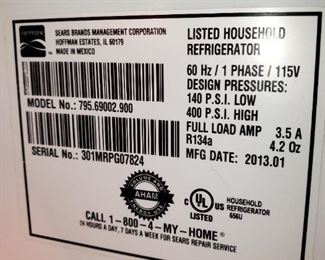 Kenmore
SEARS BRANDS MANAGEMENT CORPORATION
HOFFMAN ESTATES, IL 60179
MADE IN MEXICO
MODEL No.: 795.69002.900
SERIAL No.: 301MRPG07824
LISTED HOUSEHOLD
REFRIGERATOR
60 Hz / 1 PHASE / 115V
DESIGN PRESSURES:
140 P.S.I. LOW
400 P.S.I. HIGH
FULL LOAD AMP 3.5 A
R134a 4.2 Oz
MFG DATE: 2013.01
AHAM
C UL US
HOUSEHOLD
REFRIGERATOR
656U
CALL 1-800-4-MY-HOME®
24 HOURS A DAY, 7 DAYS A WEEK FOR SEARS REPAIR SERVICE